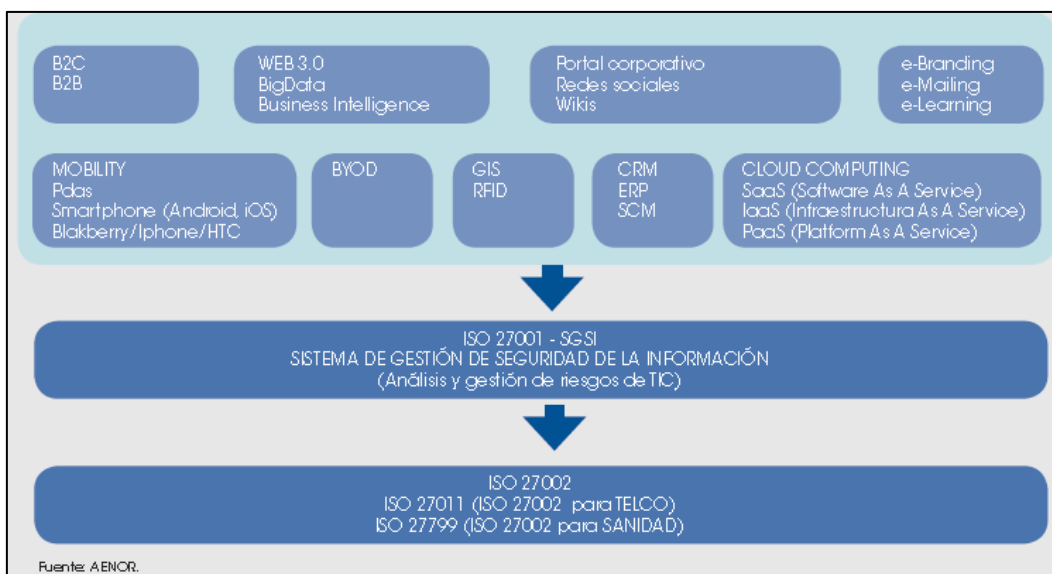 B2C
B2B
WEB 3.0
BigData
Business Intelligence
Portal corporativo
Redes sociales
Wikis
e-Branding
e-Mailing
e-Learning
MOBILITY
Pdas
Smartphone (Android, iOS)
Blakberry/Iphone/HTC
BYOD
GIS
RFID
CRM
ERP
SCM
CLOUD COMPUTING
SaaS (Software As A Service)
IaaS (Infraestructura As A Service)
PaaS (Platform As A Service)
ISO 27001 - SGSI
SISTEMA DE GESTIÓN DE SEGURIDAD DE LA INFORMACIÓN
(Análisis y gestión de riesgos de TIC)
ISO 27002
ISO 27011 (ISO 27002 para TELCO)
ISO 27799 (ISO 27002 para SANIDAD)
Fuente: AENOR.